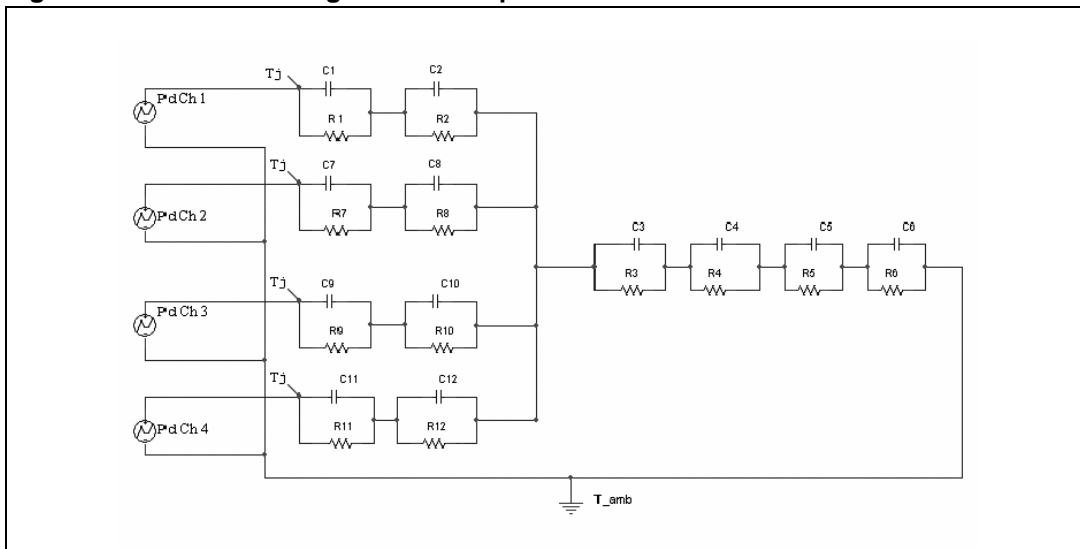 Tj C1 C2
PdCh1
R1 R2
Tj C7 C8
PdCh2
R7 R8
C3 C4 C5 C6
R3 R4 R5 R6
Tj C9 C10
PdCh3
R9 R10
Tj C11 C12
PdCh4
R11 R12
T_amb